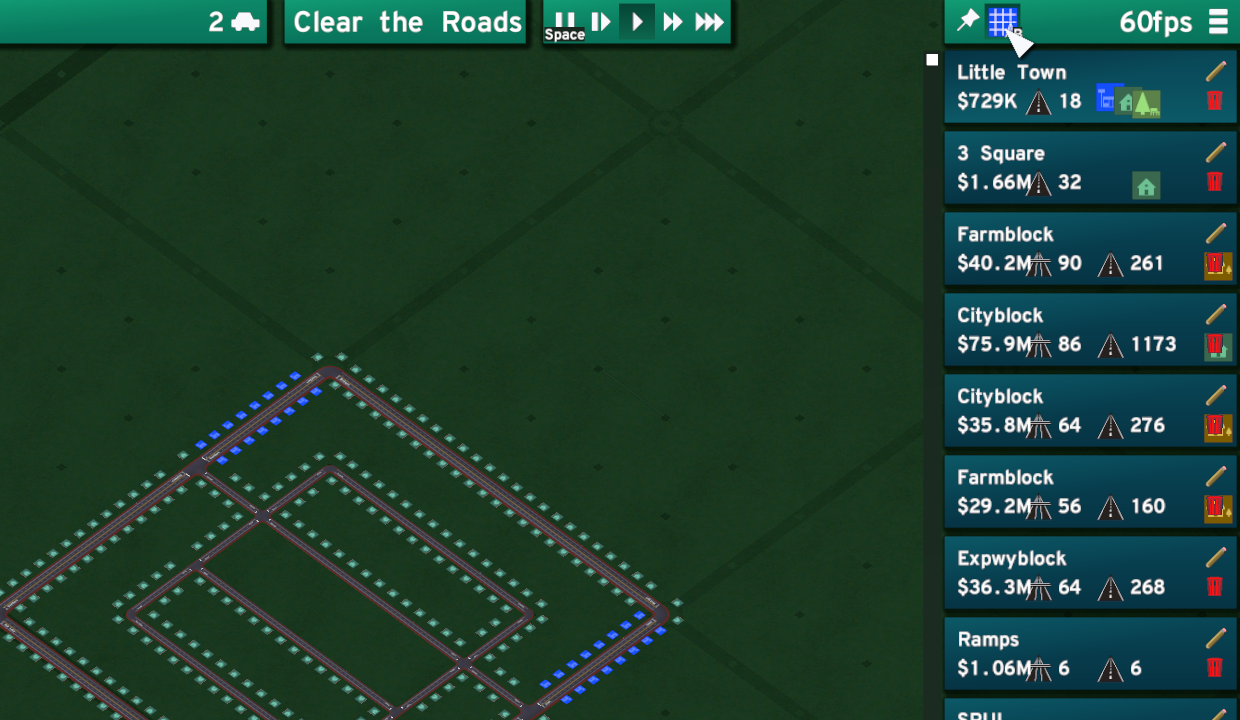 2
Clear the Roads
Space
60fps
B
Little Town
$729K 18
3 Square
$1.66M 32
Farmblock
$40.2M 90 261
Cityblock
$75.9M 86 1173
Cityblock
$35.8M 64 276
Farmblock
$29.2M 56 160
Expwyblock
$36.3M 64 268
Ramps
$1.06M 6 6
SPUI